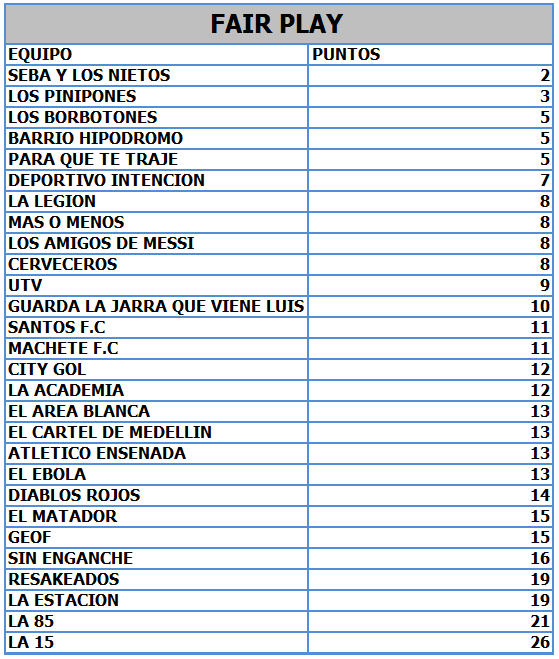 FAIR PLAY
EQUIPO PUNTOS
SEBA Y LOS NIETOS 2
LOS PINIPONES 3
LOS BORBOTONES 5
BARRIO HIPODROMO 5
PARA QUE TE TRAJE 5
DEPORTIVO INTENCION 7
LA LEGION 8
MAS O MENOS 8
LOS AMIGOS DE MESSI 8
CERVECEROS 8
UTV 9
GUARDA LA JARRA QUE VIENE LUIS 10
SANTOS F.C 11
MACHETE F.C 11
CITY GOL 12
LA ACADEMIA 12
EL AREA BLANCA 13
EL CARTEL DE MEDELLIN 13
ATLETICO ENSENADA 13
EL EBOLA 13
DIABLOS ROJOS 14
EL MATADOR 15
GEOF 15
SIN ENGANCHE 16
RESAKEADOS 19
LA ESTACION 19
LA 85 21
LA 15 26